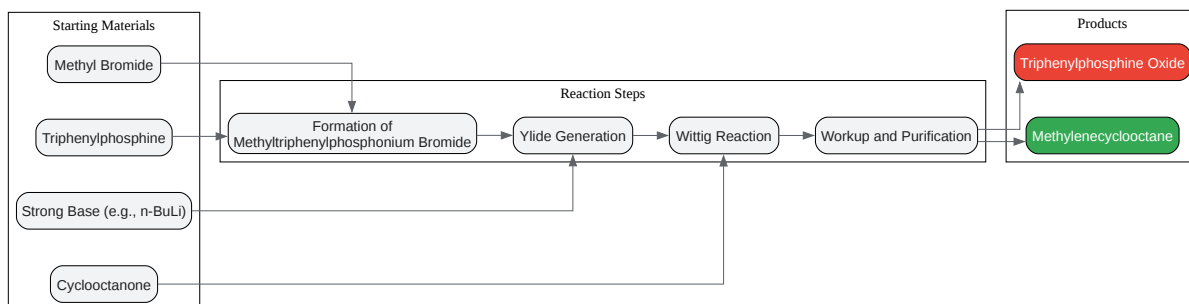 Starting Materials
Methyl Bromide
Triphenylphosphine
Strong Base (e.g., n-BuLi)
Cyclooctanone
Reaction Steps
Formation of
Methyltriphenylphosphonium Bromide
Ylide Generation
Wittig Reaction
Workup and Purification
Products
Triphenylphosphine Oxide
Methylenecyclooctane